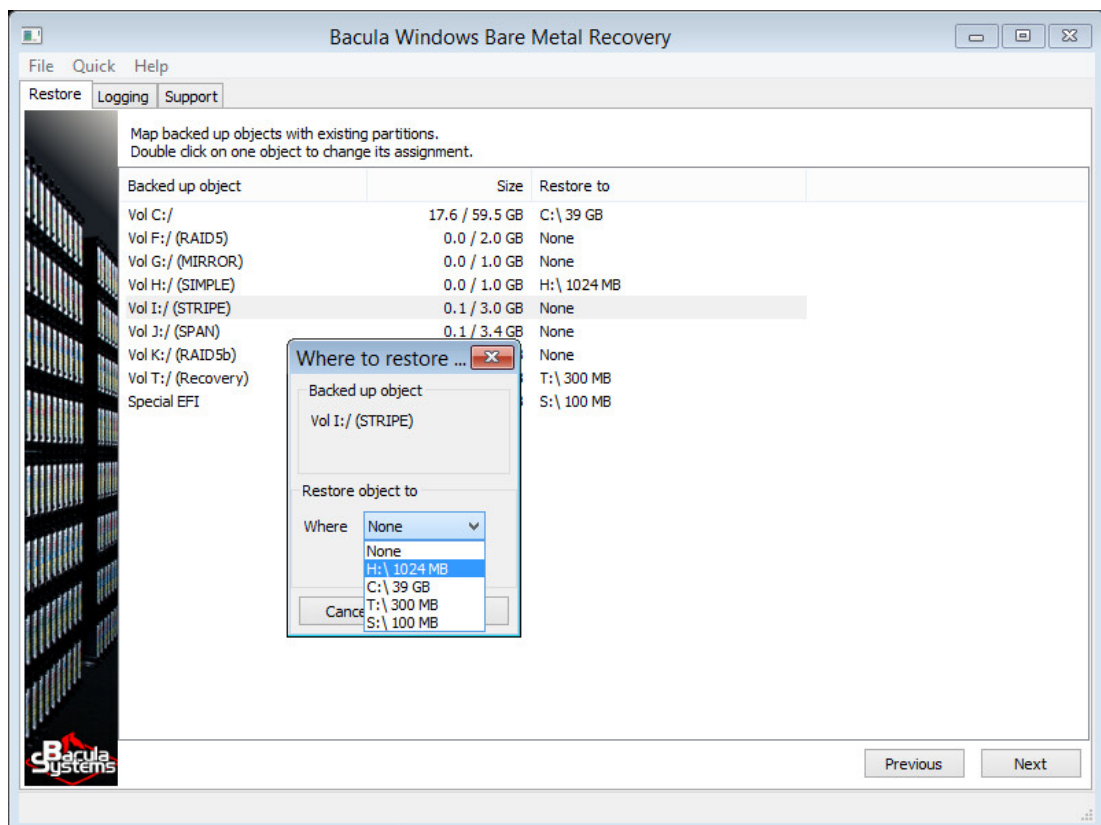 Bacula Windows Bare Metal Recovery
File Quick Help
Restore Logging Support
Map backed up objects with existing partitions.
Double click on one object to change its assignment.
Backed up object Size Restore to
Vol C:/ 17.6 / 59.5 GB C:\ 39 GB
Vol F:/ (RAID5) 0.0 / 2.0 GB None
Vol G:/ (MIRROR) 0.0 / 1.0 GB None
Vol H:/ (SIMPLE) 0.0 / 1.0 GB H:\ 1024 MB
Vol I:/ (STRIPE) 0.1 / 3.0 GB None
Vol J:/ (SPAN) 0.1 / 3.4 GB None
Vol K:/ (RAID5b) None
Vol T:/ (Recovery) T:\ 300 MB
Special EFI S:\ 100 MB
Where to restore ...
Backed up object
Vol I:/ (STRIPE)
Restore object to
Where None
None
H:\ 1024 MB
C:\ 39 GB
T:\ 300 MB
S:\ 100 MB
Bacula
Systems
Previous Next